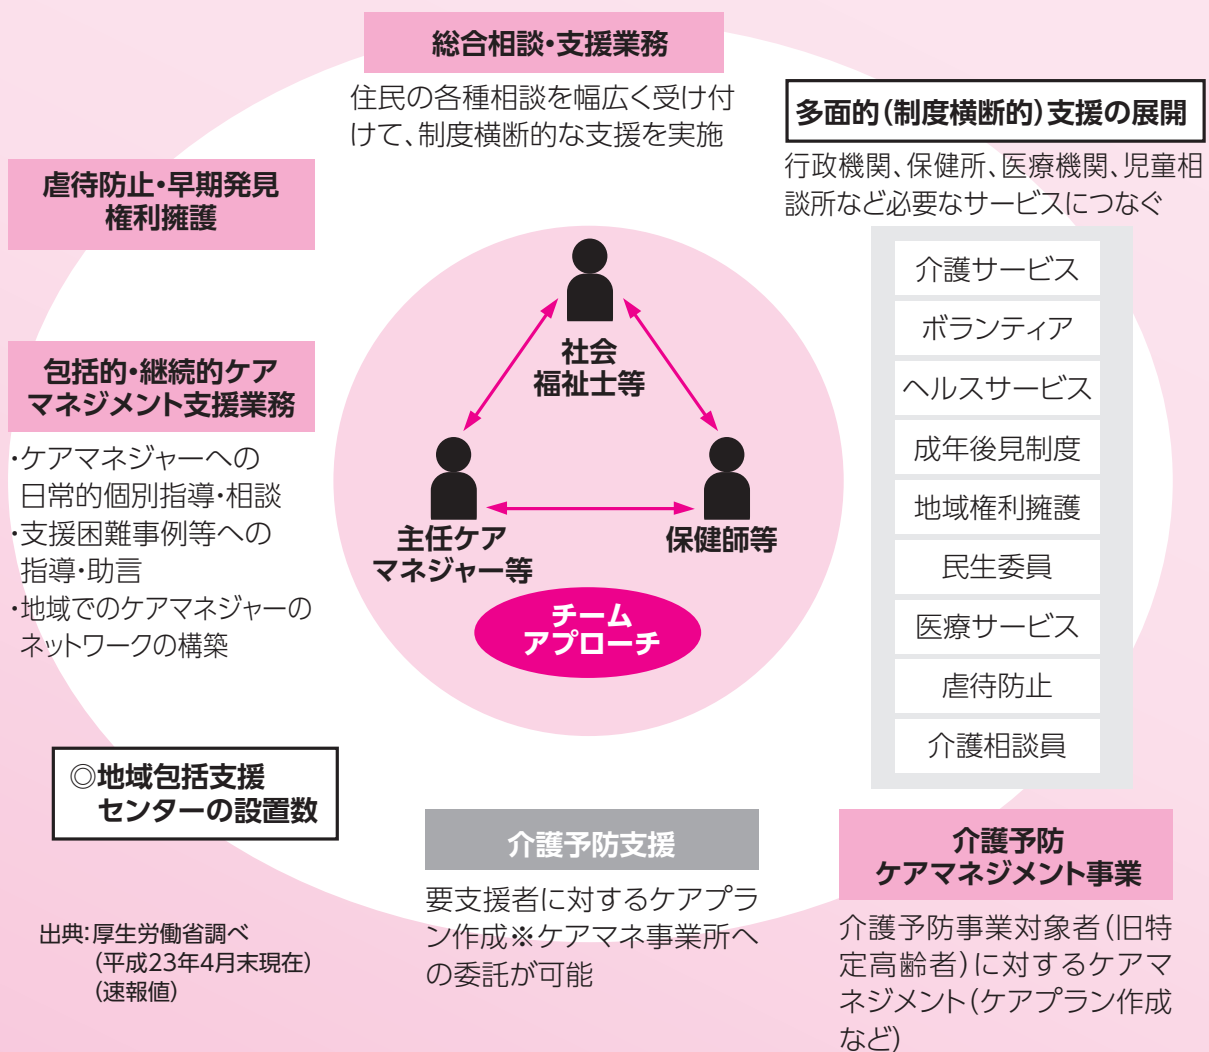 総合相談・支援業務
住民の各種相談を幅広く受け付
けて、制度横断的な支援を実施
多面的（制度横断的）支援の展開
行政機関、保健所、医療機関、児童相
談所など必要なサービスにつなぐ
介護サービス
ボランティア
ヘルスサービス
成年後見制度
地域権利擁護
民生委員
医療サービス
虐待防止
介護相談員
虐待防止・早期発見
権利擁護
包括的・継続的ケア
マネジメント支援業務
・ケアマネジャーへの
日常的個別指導・相談
・支援困難事例等への
指導・助言
・地域でのケアマネジャーの
ネットワークの構築
社会
福祉士等
主任ケア
マネジャー等
保健師等
チーム
アプローチ
◎地域包括支援
センターの設置数
出典:厚生労働省調べ
（平成23年4月末現在）
（速報値）
介護予防支援
要支援者に対するケアプラ
ン作成※ケアマネ事業所へ
の委託が可能
介護予防
ケアマネジメント事業
介護予防事業対象者（旧特
定高齢者）に対するケアマ
ネジメント（ケアプラン作成
など）